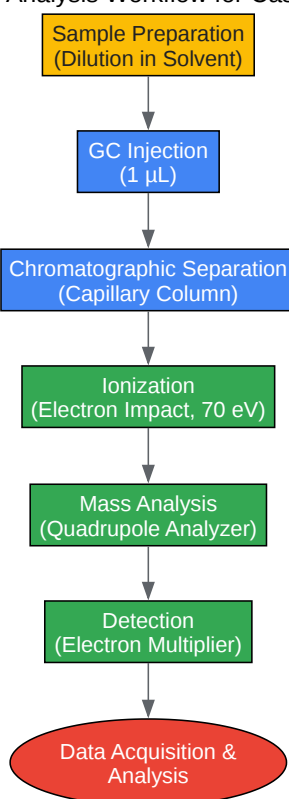 Analysis Workflow for
Sample Preparation
(Dilution in Solvent)
GC Injection
(1 µL)
Chromatographic Separation
(Capillary Column)
Ionization
(Electron Impact, 70 eV)
Mass Analysis
(Quadrupole Analyzer)
Detection
(Electron Multiplier)
Data Acquisition &
Analysis